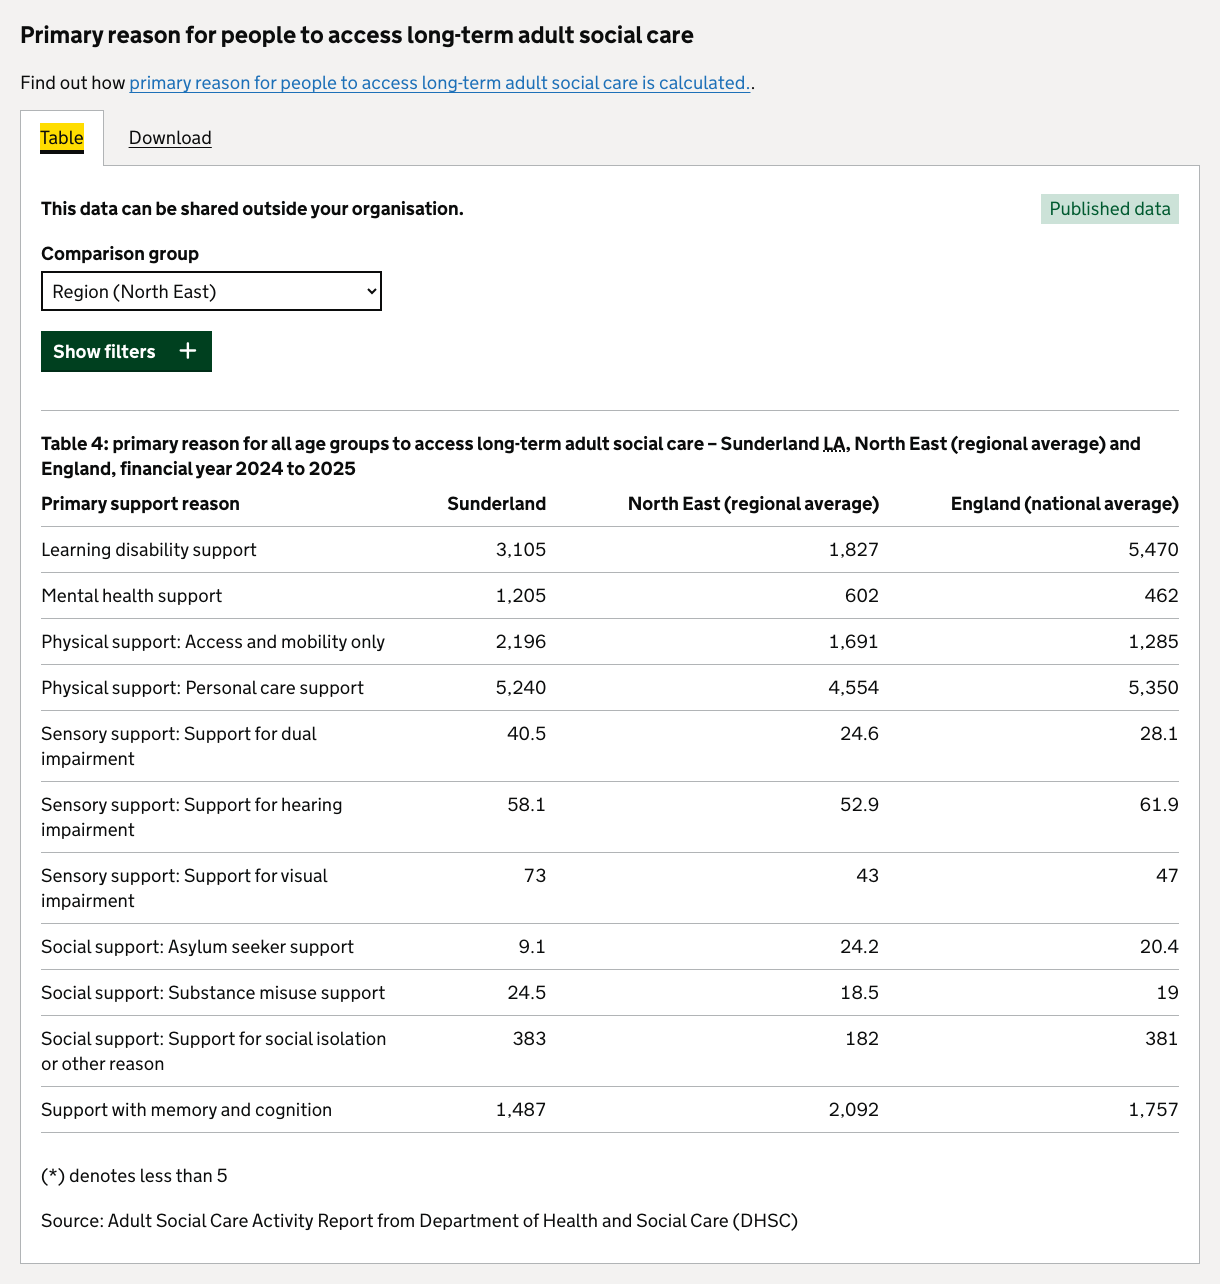 Primary reason for people to access long-term adult social care
Find out how primary reason for people to access long-term adult social care is calculated..
Table Download
This data can be shared outside your organisation. Published data
Comparison group
Region (North East)
Show filters +
Table 4: primary reason for all age groups to access long-term adult social care – Sunderland LA, North East (regional average) and
England, financial year 2024 to 2025
Primary support reason Sunderland North East (regional average) England (national average)
Learning disability support 3,105 1,827 5,470
Mental health support 1,205 602 462
Physical support: Access and mobility only 2,196 1,691 1,285
Physical support: Personal care support 5,240 4,554 5,350
Sensory support: Support for dual 40.5 24.6 28.1
impairment
Sensory support: Support for hearing 58.1 52.9 61.9
impairment
Sensory support: Support for visual 73 43 47
impairment
Social support: Asylum seeker support 9.1 24.2 20.4
Social support: Substance misuse support 24.5 18.5 19
Social support: Support for social isolation 383 182 381
or other reason
Support with memory and cognition 1,487 2,092 1,757
(*) denotes less than 5
Source: Adult Social Care Activity Report from Department of Health and Social Care (DHSC)